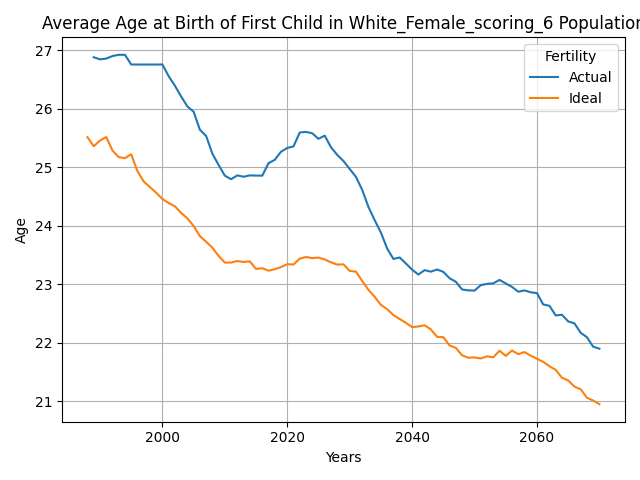 Average Age at Birth of First Child in White_Female_scoring_6 Population
27
26
25
24
23
22
21
Age
2000
2020
2040
2060
Years
Fertility
Actual
Ideal